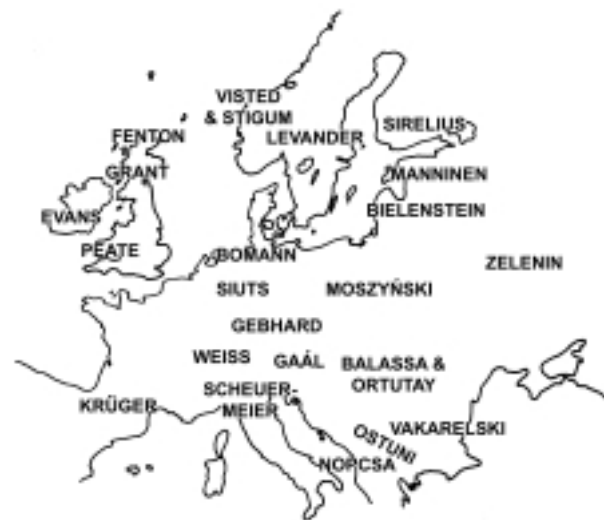 VISTED
& STIGUM
FENTON
LEVANDER
SIRELIUS
GRANT
MANNINEN
EVANS
BIELENSTEIN
PEATE
BOMANN
ZELENIN
SIUTS
MOSZYŃSKI
GEBHARD
WEISS
GAÁL
BALASSA &
ORTUTAY
SCHEUER-
MEIER
KRÜGER
VAKARELSKI
OSTUNI
NOPCSA